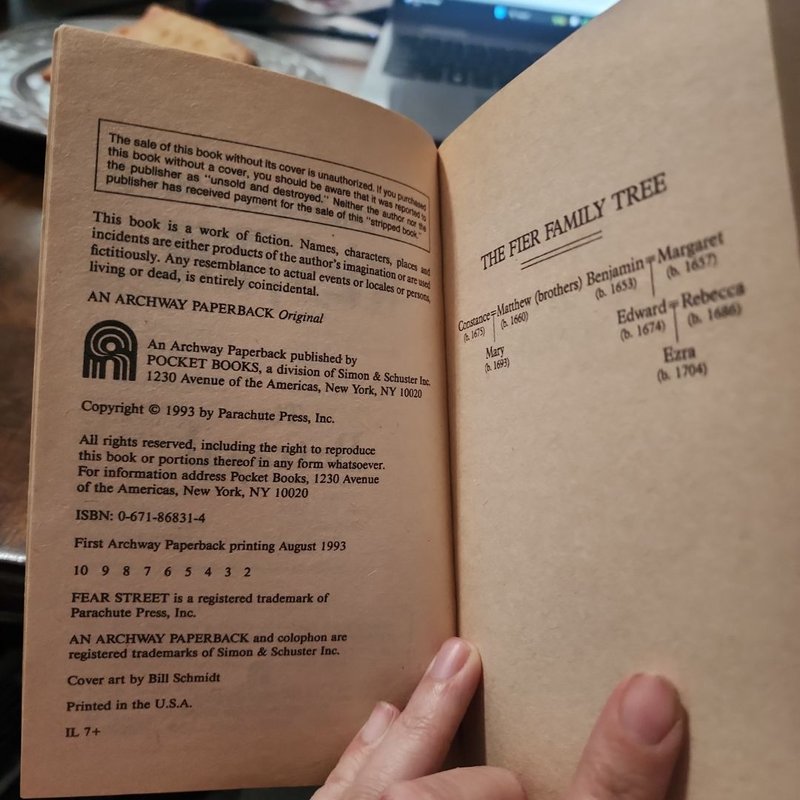 The sale of this book without its cover is unauthorized. If you purchased
this book without a cover, you should be aware that it was reported to
the publisher as "unsold and destroyed." Neither the author nor the
publisher has received payment for the sale of this "stripped book."
This book is a work of fiction. Names, characters, places and
incidents are either products of the author's imagination or are used
fictitiously. Any resemblance to actual events or locales or persons,
living or dead, is entirely coincidental.
AN ARCHWAY PAPERBACK Original
An Archway Paperback published by
POCKET BOOKS, a division of Simon & Schuster Inc.
1230 Avenue of the Americas, New York, NY 10020
Copyright © 1993 by Parachute Press, Inc.
All rights reserved, including the right to reproduce
this book or portions thereof in any form whatsoever.
For information address Pocket Books, 1230 Avenue
of the Americas, New York, NY 10020
ISBN: 0-671-86831-4
First Archway Paperback printing August 1993
10 9 8 7 6 5 4 3 2
FEAR STREET is a registered trademark of
Parachute Press, Inc.
AN ARCHWAY PAPERBACK and colophon are
registered trademarks of Simon & Schuster Inc.
Cover art by Bill Schmidt
Printed in the U.S.A.
IL 7+
THE FIER FAMILY TREE
Constance=Matthew (brothers) Benjamin=Margaret
(b. 1675) (b. 1660) (b. 1653) (b. 1657)
Edward=Rebecca
(b. 1674) (b. 1686)
Mary
(b. 1693)
Ezra
(b. 1704)